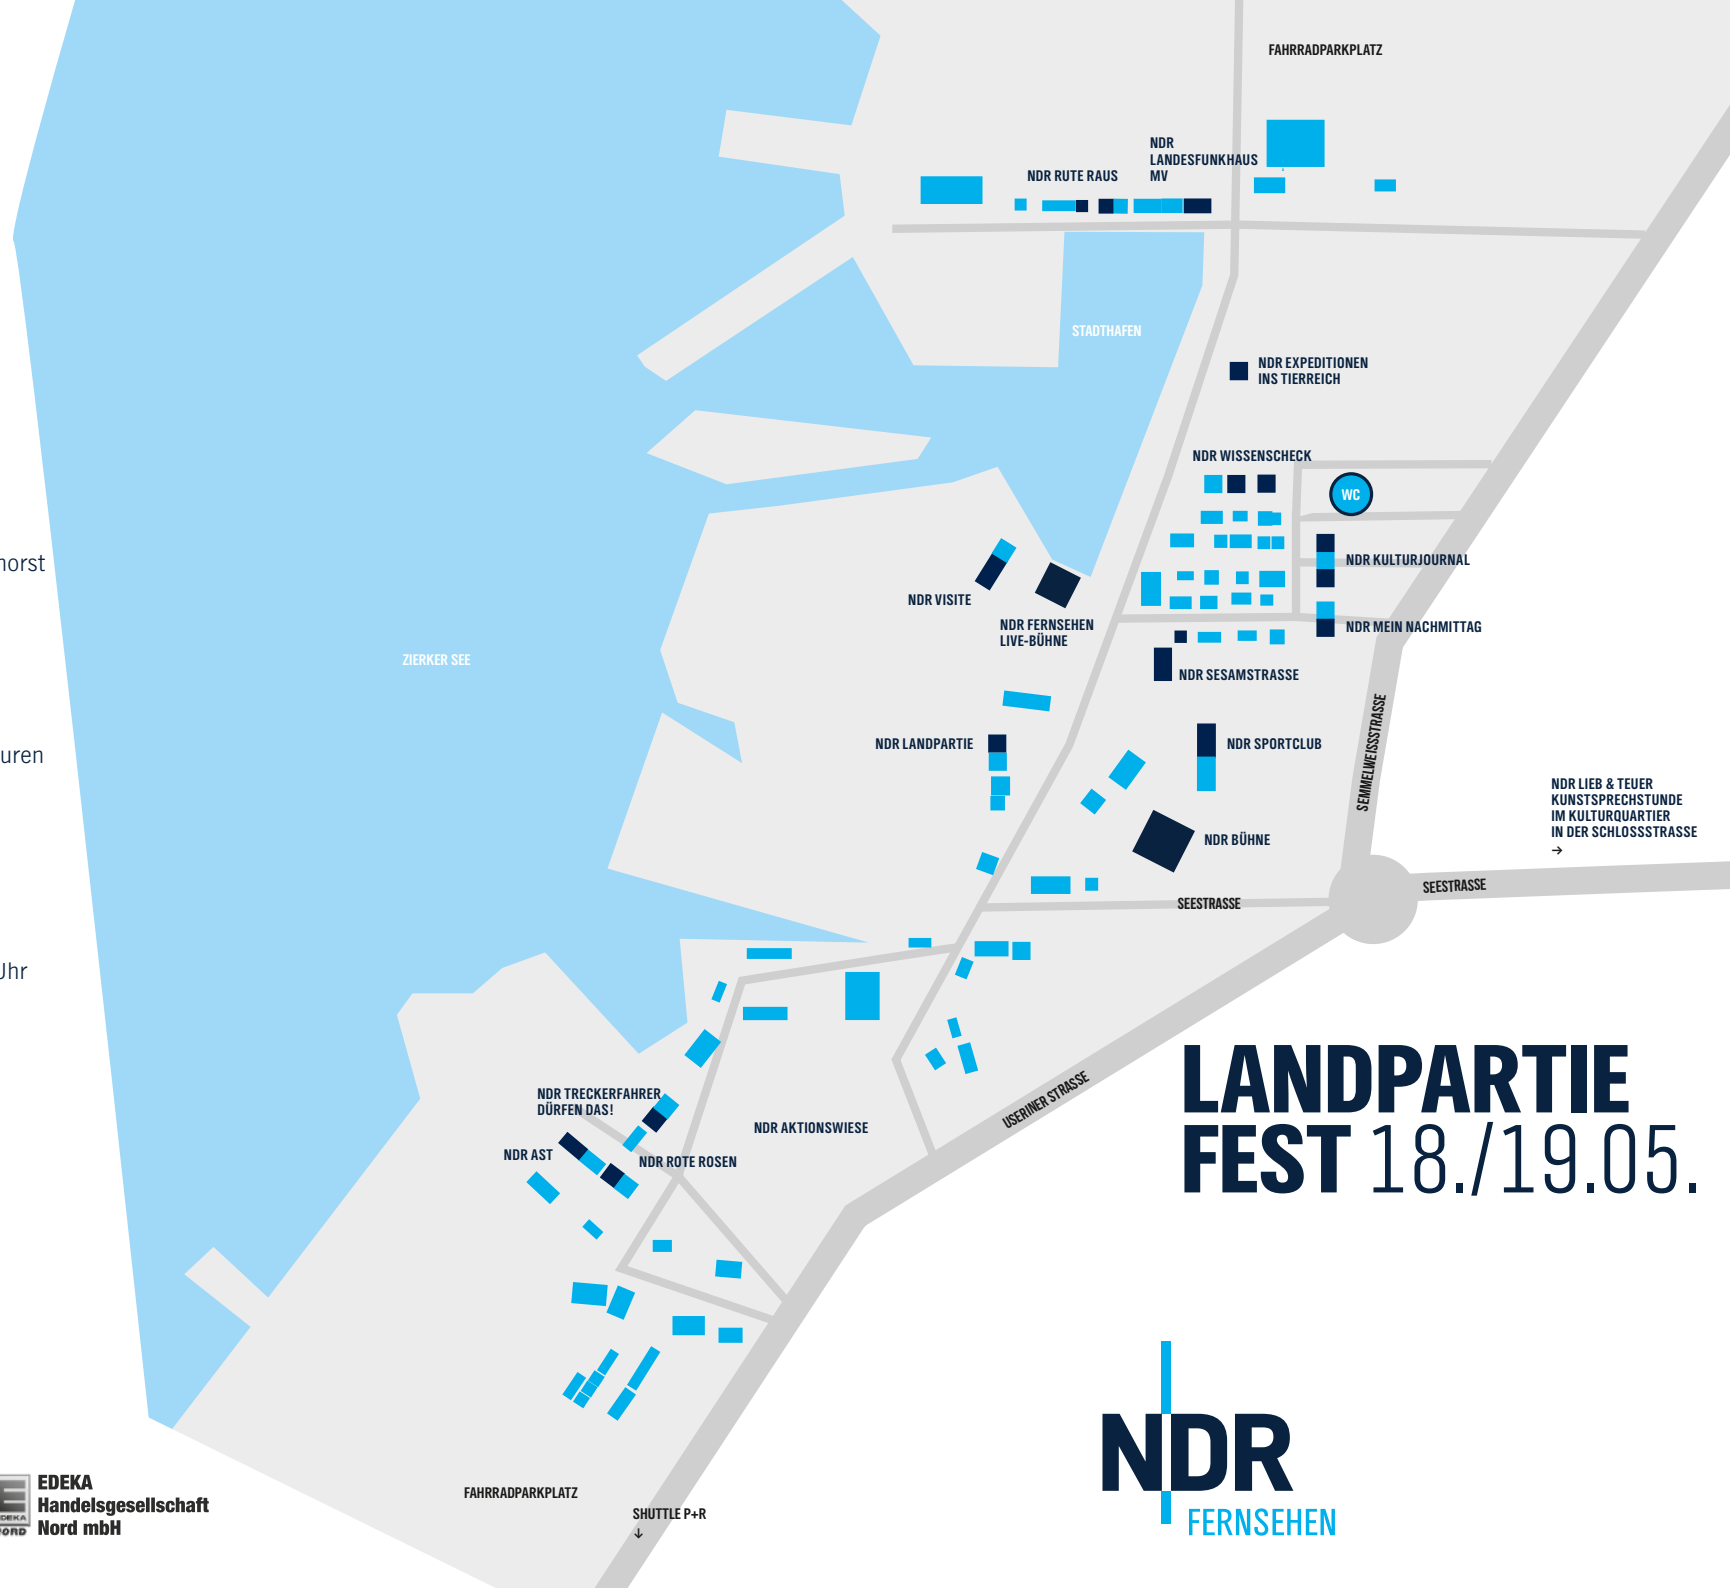 FAHRRADPARKPLATZ
NDR
LANDESFUNKHAUS
MV
NDR RUTE RAUS
STADTHAFEN
NDR EXPEDITIONEN
INS TIERREICH
NDR WISSENSCHECK
WC
NDR KULTURJOURNAL
NDR VISITE
NDR FERNSEHEN
LIVE-BÜHNE
NDR MEIN NACHMITTAG
ZIERKER SEE
NDR SESAMSTRASSE
horst
NDR LANDPARTIE
NDR SPORTCLUB
SEMMELWEISSSTRASSE
uren
NDR LIEB & TEUER
KUNSTSPRECHSTUNDE
IM KULTURQUARTIER
IN DER SCHLOSSSTRASSE
→
NDR BÜHNE
SEESTRASSE
SEESTRASSE
Uhr
USERINER STRASSE
NDR TRECKERFAHRER
DÜRFEN DAS!
NDR AKTIONSWIESE
NDR AST
NDR ROTE ROSEN
LANDPARTIE
FEST 18./19.05.
NDR
FERNSEHEN
EDEKA
Handelsgesellschaft
Nord mbH
E
EDEKA
NORD
FAHRRADPARKPLATZ
SHUTTLE P+R
↓